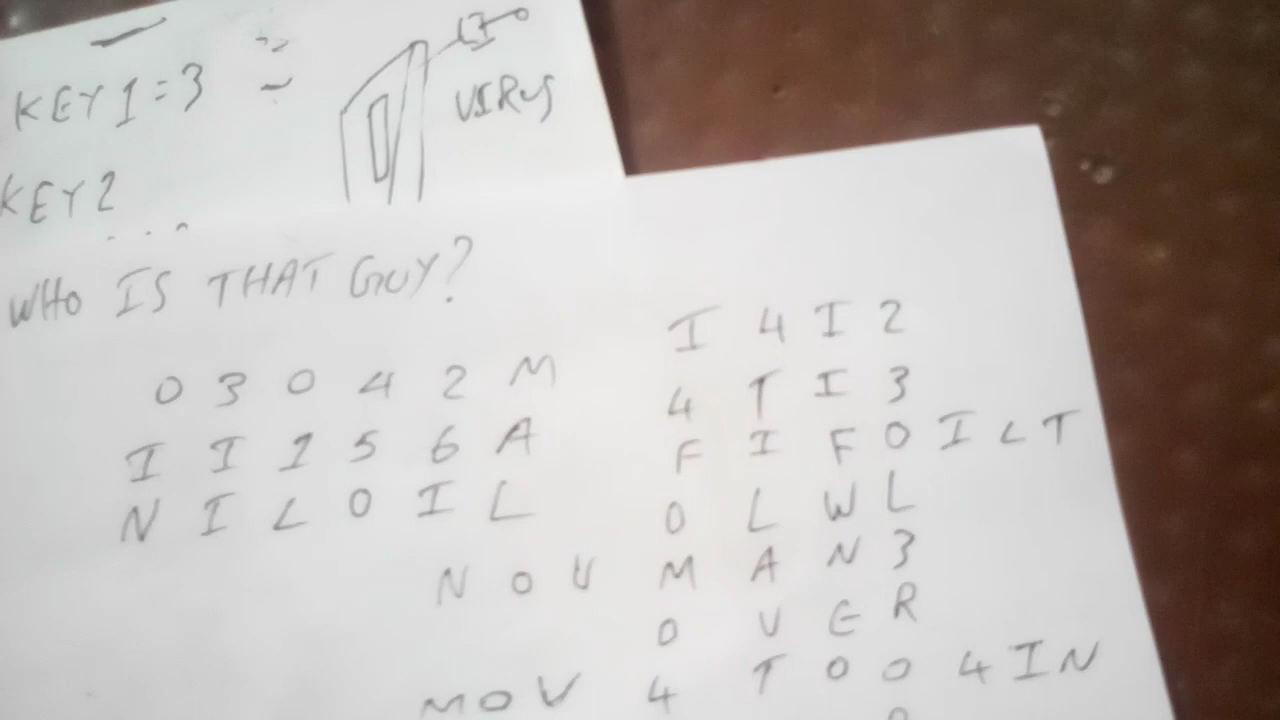 KEY 1 = 3
VIRUS
KEY 2
...
WHO IS THAT GUY?
0 3 0 4 2 M
I I 1 5 6 A
N I L O I L
I 4 I 2
4 T I 3
F I F O I L T
O L W L
N O V M A N 3
O V E R
M O V 4 T O O 4 I N